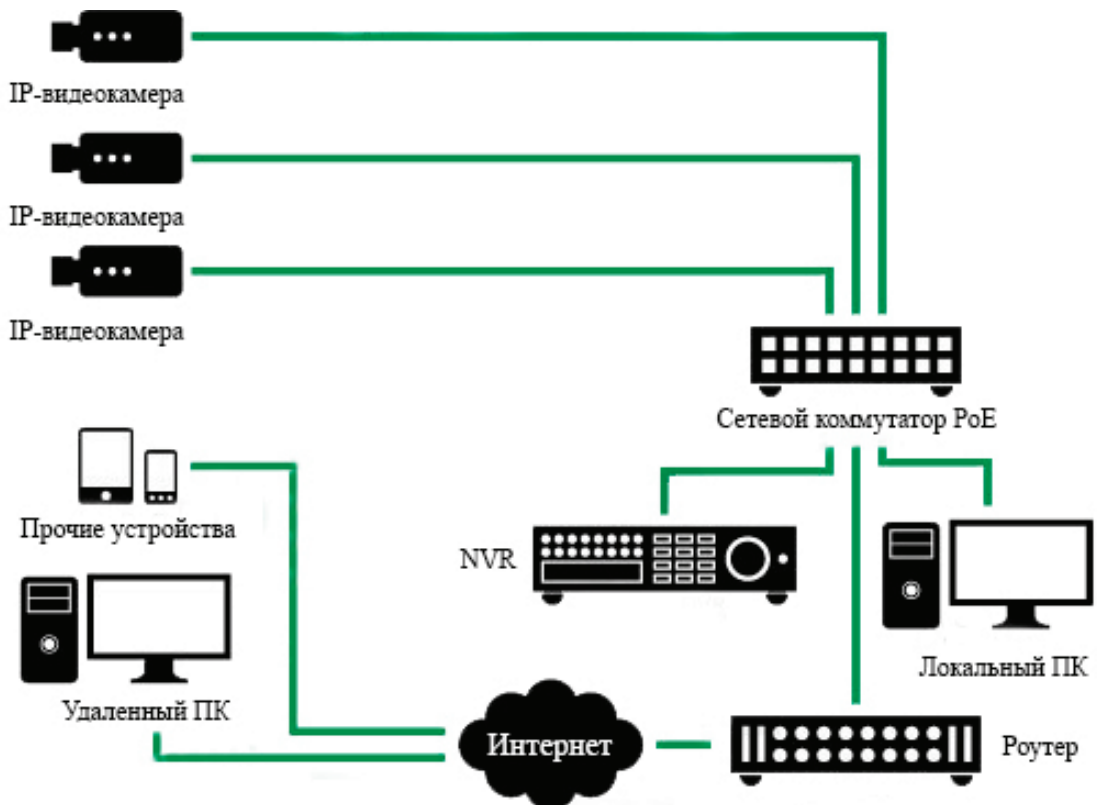 IP-видеокамера
IP-видеокамера
IP-видеокамера
Сетевой коммутатор PoE
Прочие устройства
NVR
Локальный ПК
Удаленный ПК
Интернет
Роутер